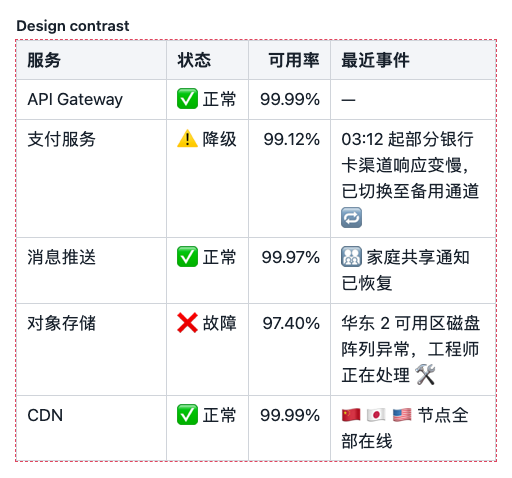 Design contrast
服务 状态 可用率 最近事件
API Gateway ✅ 正常 99.99% —
支付服务 ⚠️ 降级 99.12% 03:12 起部分银行
卡渠道响应变慢，
已切换至备用通道
🔁
消息推送 ✅ 正常 99.97% 👨‍👩‍👧‍👦 家庭共享通知
已恢复
对象存储 ❌ 故障 97.40% 华东 2 可用区磁盘
阵列异常，工程师
正在处理 🛠️
CDN ✅ 正常 99.99% 🇨🇳 🇯🇵 🇺🇸 节点全
部在线